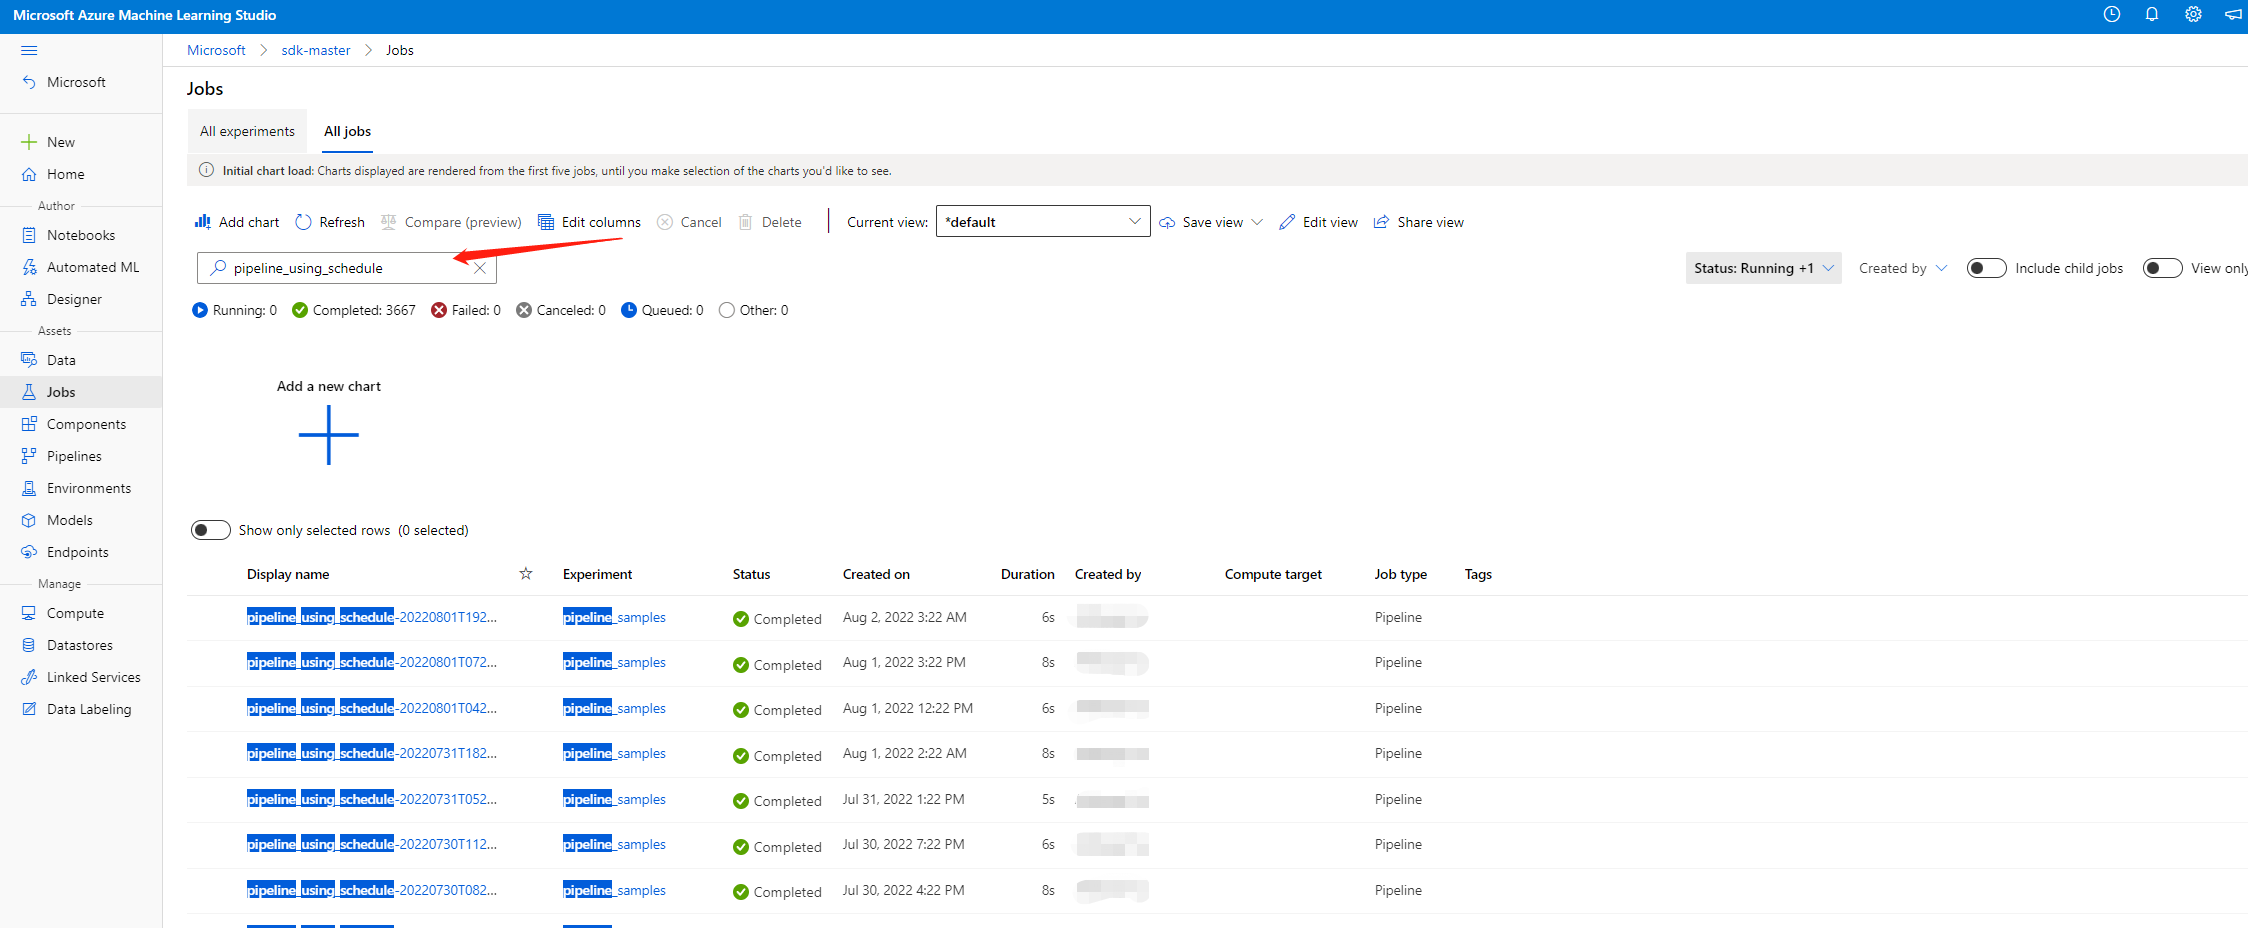 Microsoft Azure Machine Learning Studio
Microsoft > sdk-master > Jobs
Microsoft
New
Home
Author
Notebooks
Automated ML
Designer
Assets
Data
Jobs
Components
Pipelines
Environments
Models
Endpoints
Manage
Compute
Datastores
Linked Services
Data Labeling
Jobs
All experiments All jobs
Initial chart load: Charts displayed are rendered from the first five jobs, until you make selection of the charts you'd like to see.
Add chart Refresh Compare (preview) Edit columns Cancel Delete Current view: *default Save view Edit view Share view
pipeline_using_schedule Status: Running +1 Created by Include child jobs View only
Running: 0 Completed: 3667 Failed: 0 Canceled: 0 Queued: 0 Other: 0
Add a new chart
Show only selected rows (0 selected)
Display name Experiment Status Created on Duration Created by Compute target Job type Tags
pipeline_using_schedule-20220801T192... pipeline_samples Completed Aug 2, 2022 3:22 AM 6s Pipeline
pipeline_using_schedule-20220801T072... pipeline_samples Completed Aug 1, 2022 3:22 PM 8s Pipeline
pipeline_using_schedule-20220801T042... pipeline_samples Completed Aug 1, 2022 12:22 PM 6s Pipeline
pipeline_using_schedule-20220731T182... pipeline_samples Completed Aug 1, 2022 2:22 AM 8s Pipeline
pipeline_using_schedule-20220731T052... pipeline_samples Completed Jul 31, 2022 1:22 PM 5s Pipeline
pipeline_using_schedule-20220730T112... pipeline_samples Completed Jul 30, 2022 7:22 PM 6s Pipeline
pipeline_using_schedule-20220730T082... pipeline_samples Completed Jul 30, 2022 4:22 PM 8s Pipeline